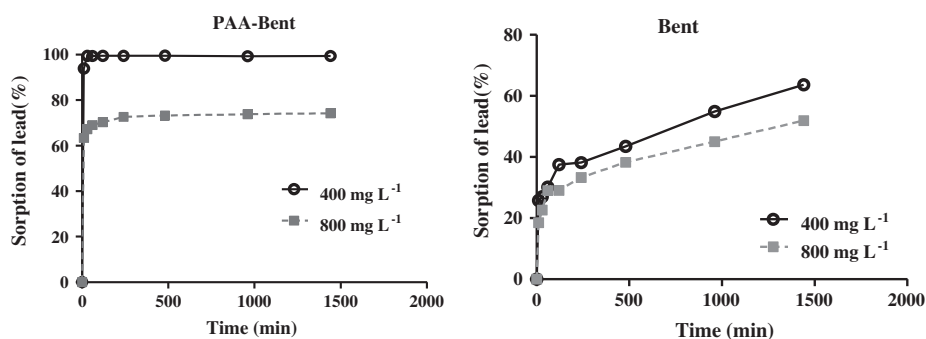 PAA-Bent
Sorption of lead(%)
100
80
60
40
20
0
0 500 1000 1500 2000
Time (min)
400 mg L-1
800 mg L-1
Bent
Sorption of lead(%)
80
60
40
20
0
0 500 1000 1500 2000
Time (min)
400 mg L-1
800 mg L-1